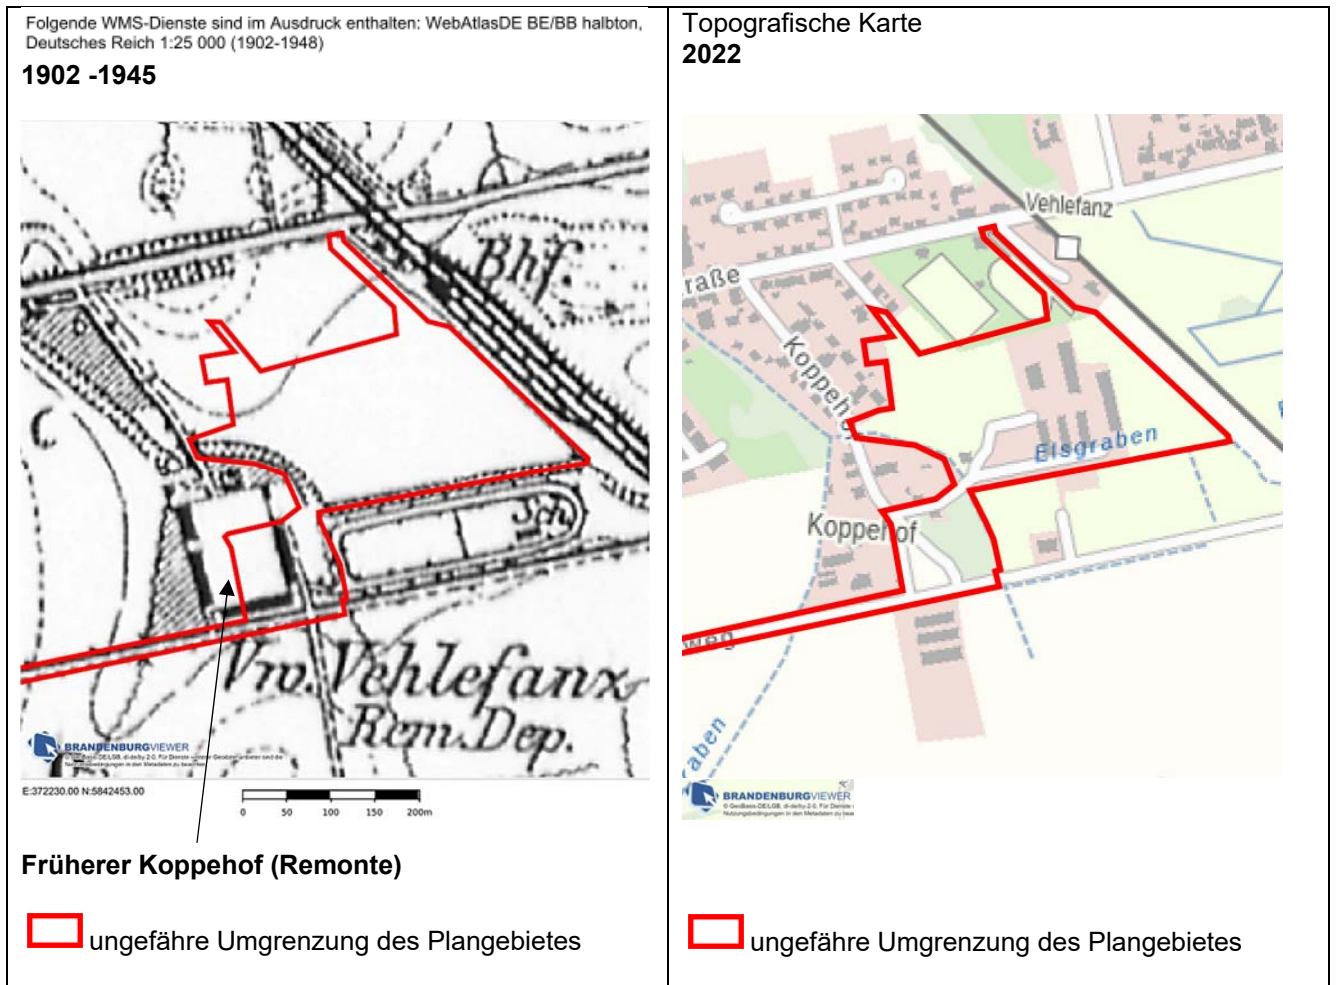 Folgende WMS-Dienste sind im Ausdruck enthalten: WebAtlasDE BE/BB halbton,
Deutsches Reich 1:25 000 (1902-1948)
1902 -1945
Bhf
Sch
Vw. Vehlefanz
Rem. Dep.
BRANDENBURGVIEWER
E:372230.00 N:5842453.00
0 50 100 150 200m
Früherer Koppehof (Remonte)
ungefähre Umgrenzung des Plangebietes
Topografische Karte
2022
Vehlefanz
raße
Koppeho
Elsgraben
Koppehof
weg
aben
BRANDENBURGVIEWER
ungefähre Umgrenzung des Plangebietes